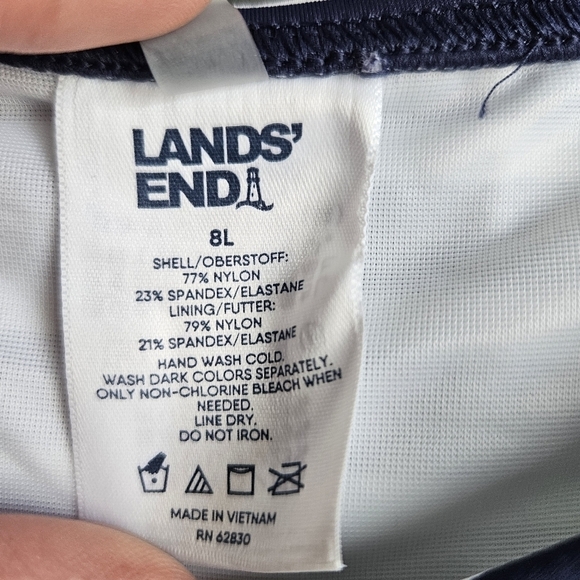 LANDS'
END
8L
SHELL/OBERSTOFF:
77% NYLON
23% SPANDEX/ELASTANE
LINING/FUTTER:
79% NYLON
21% SPANDEX/ELASTANE
HAND WASH COLD.
WASH DARK COLORS SEPARATELY.
ONLY NON-CHLORINE BLEACH WHEN
NEEDED.
LINE DRY.
DO NOT IRON.
MADE IN VIETNAM
RN 62830